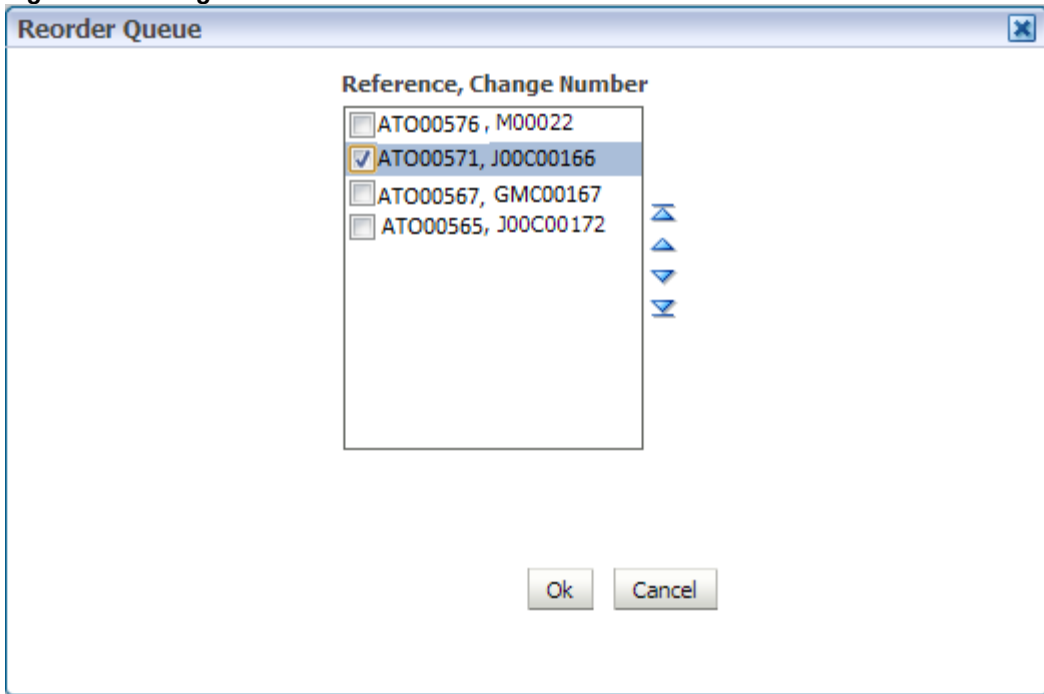 Reorder Queue
Reference, Change Number
ATO00576 , M00022
ATO00571, J00C00166
ATO00567, GMC00167
ATO00565, J00C00172
Ok Cancel